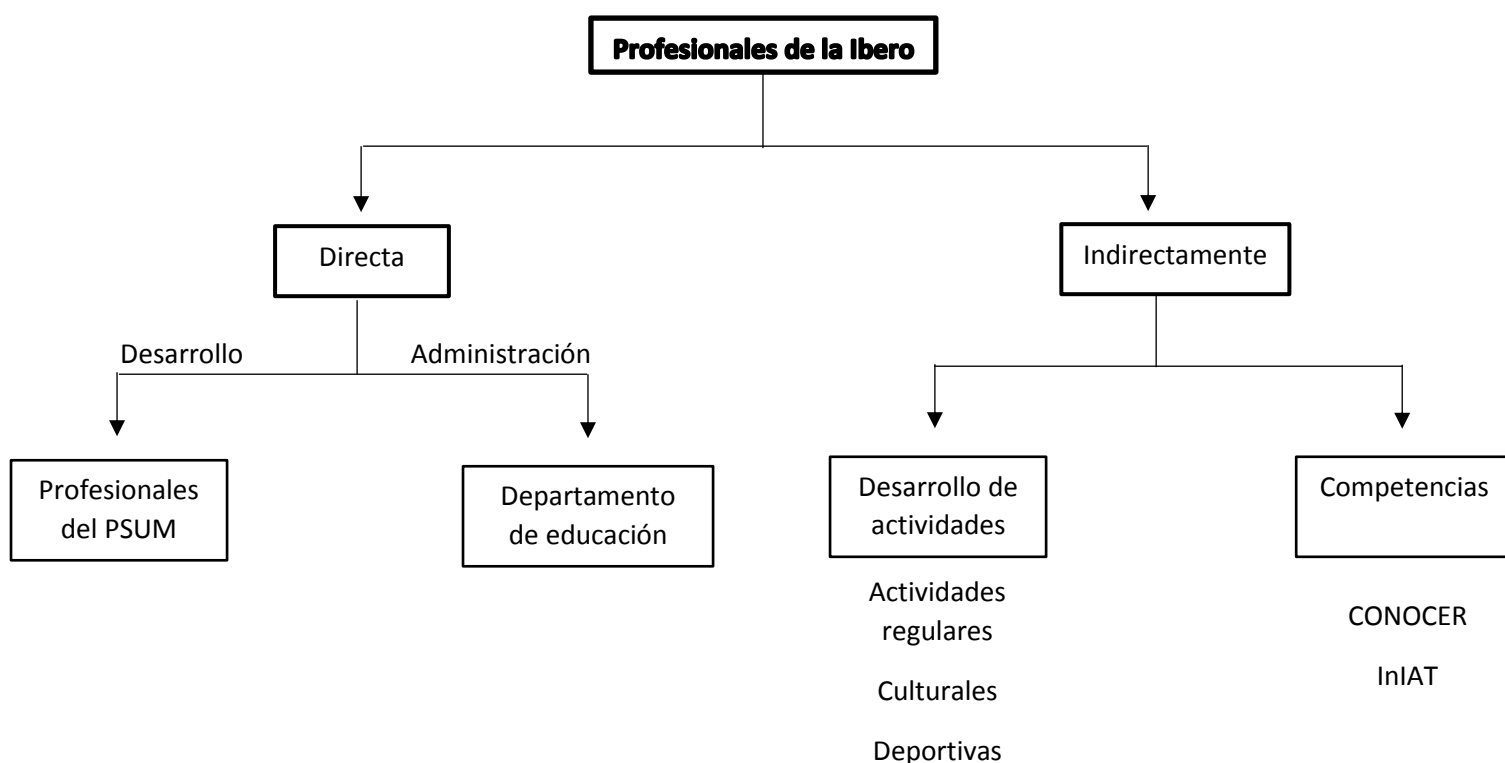 Profesionales de la Ibero
Directa
Indirectamente
Desarrollo
Administración
Profesionales
del PSUM
Departamento
de educación
Desarrollo de
actividades
Competencias
Actividades
regulares
Culturales
Deportivas
CONOCER
InIAT